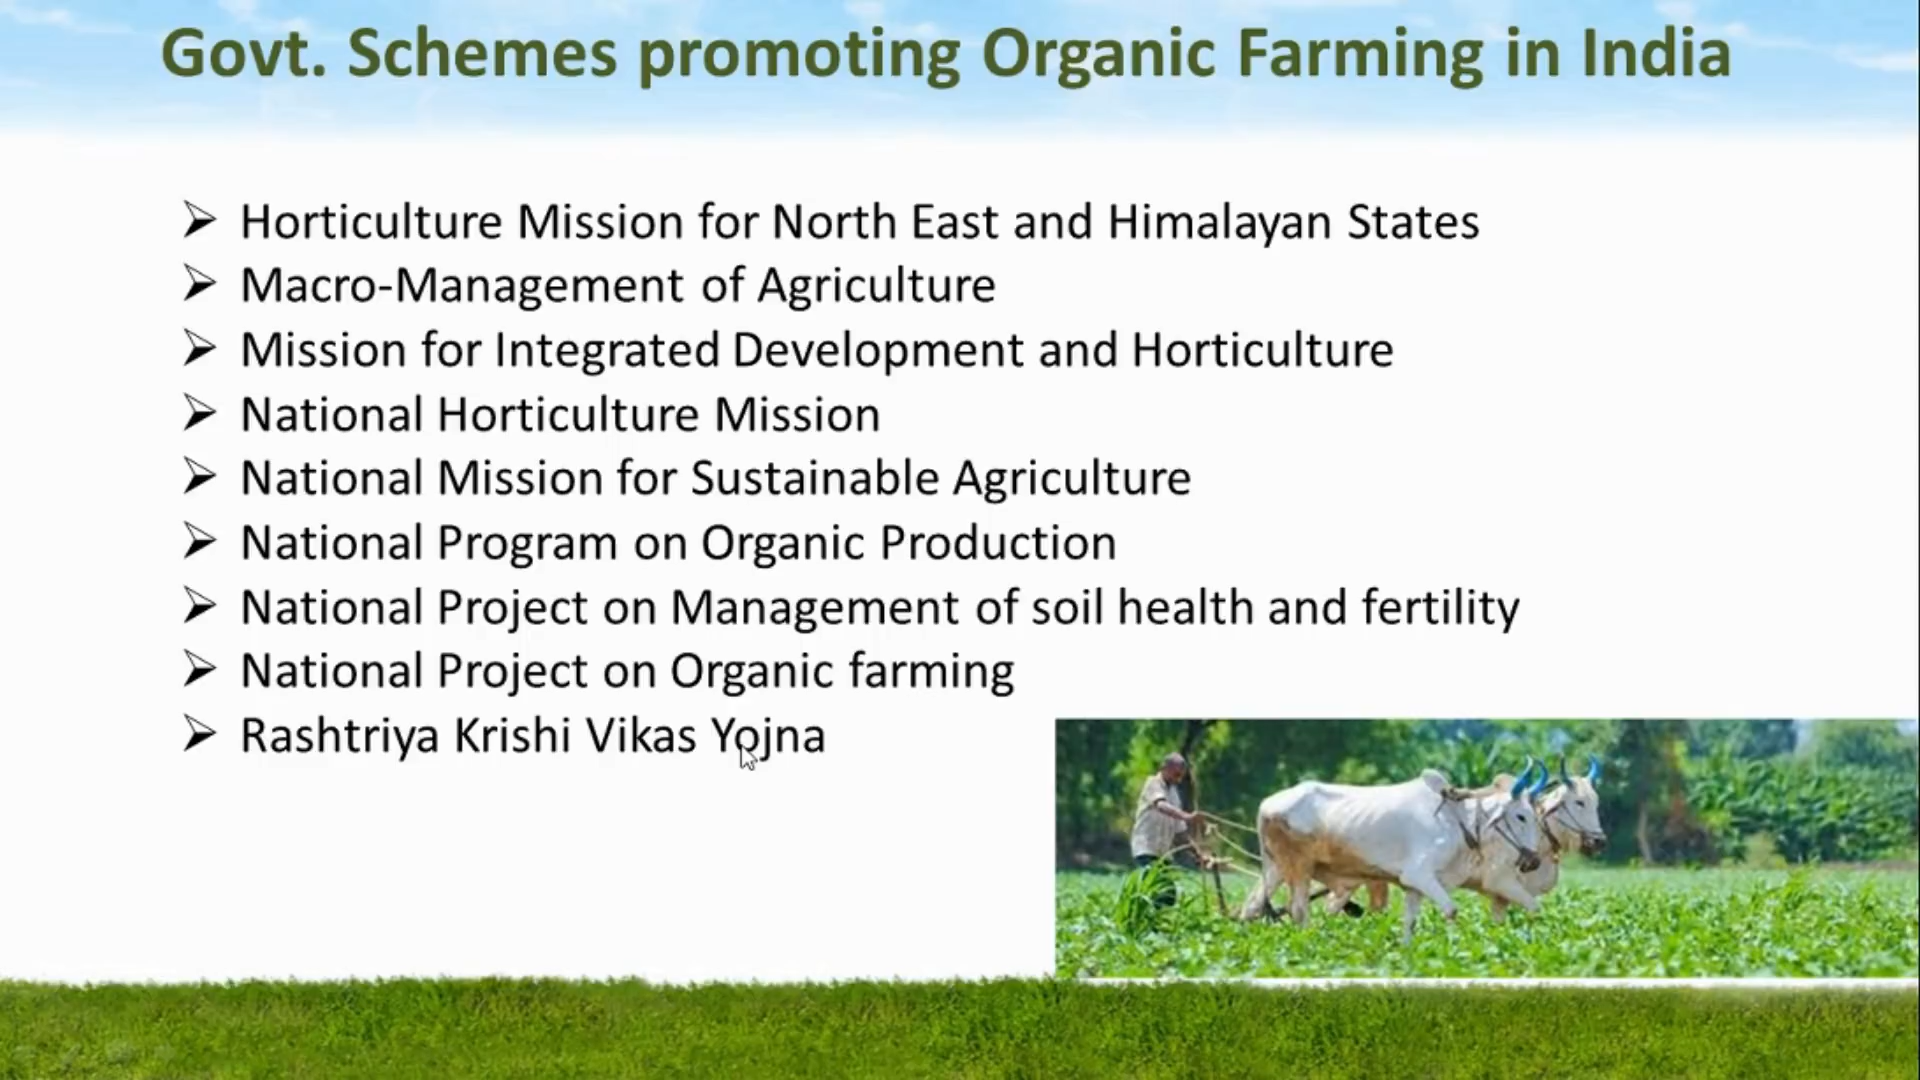 Govt. Schemes promoting Organic Farming in India
Horticulture Mission for North East and Himalayan States
Macro-Management of Agriculture
Mission for Integrated Development and Horticulture
National Horticulture Mission
National Mission for Sustainable Agriculture
National Program on Organic Production
National Project on Management of soil health and fertility
National Project on Organic farming
Rashtriya Krishi Vikas Yojna